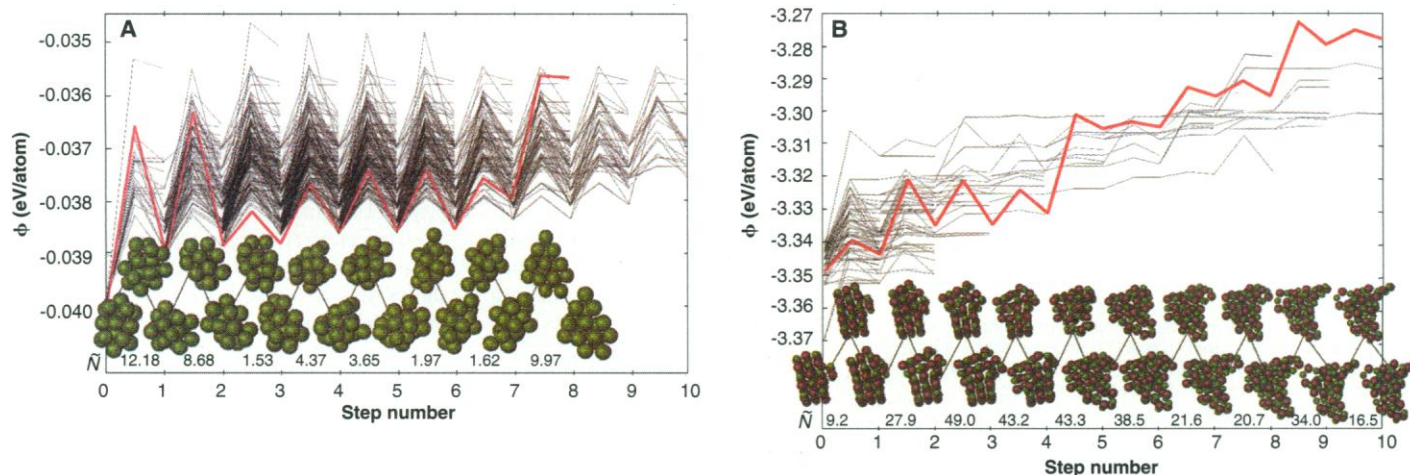 A
-0.035
-0.036
-0.037
-0.038
-0.039
-0.040
ϕ (eV/atom)
Ñ 12.18 8.68 1.53 4.37 3.65 1.97 1.62 9.97
0 1 2 3 4 5 6 7 8 9 10
Step number
B
-3.27
-3.28
-3.29
-3.30
-3.31
-3.32
-3.33
-3.34
-3.35
-3.36
-3.37
ϕ (eV/atom)
Ñ 9.2 27.9 49.0 43.2 43.3 38.5 21.6 20.7 34.0 16.5
0 1 2 3 4 5 6 7 8 9 10
Step number